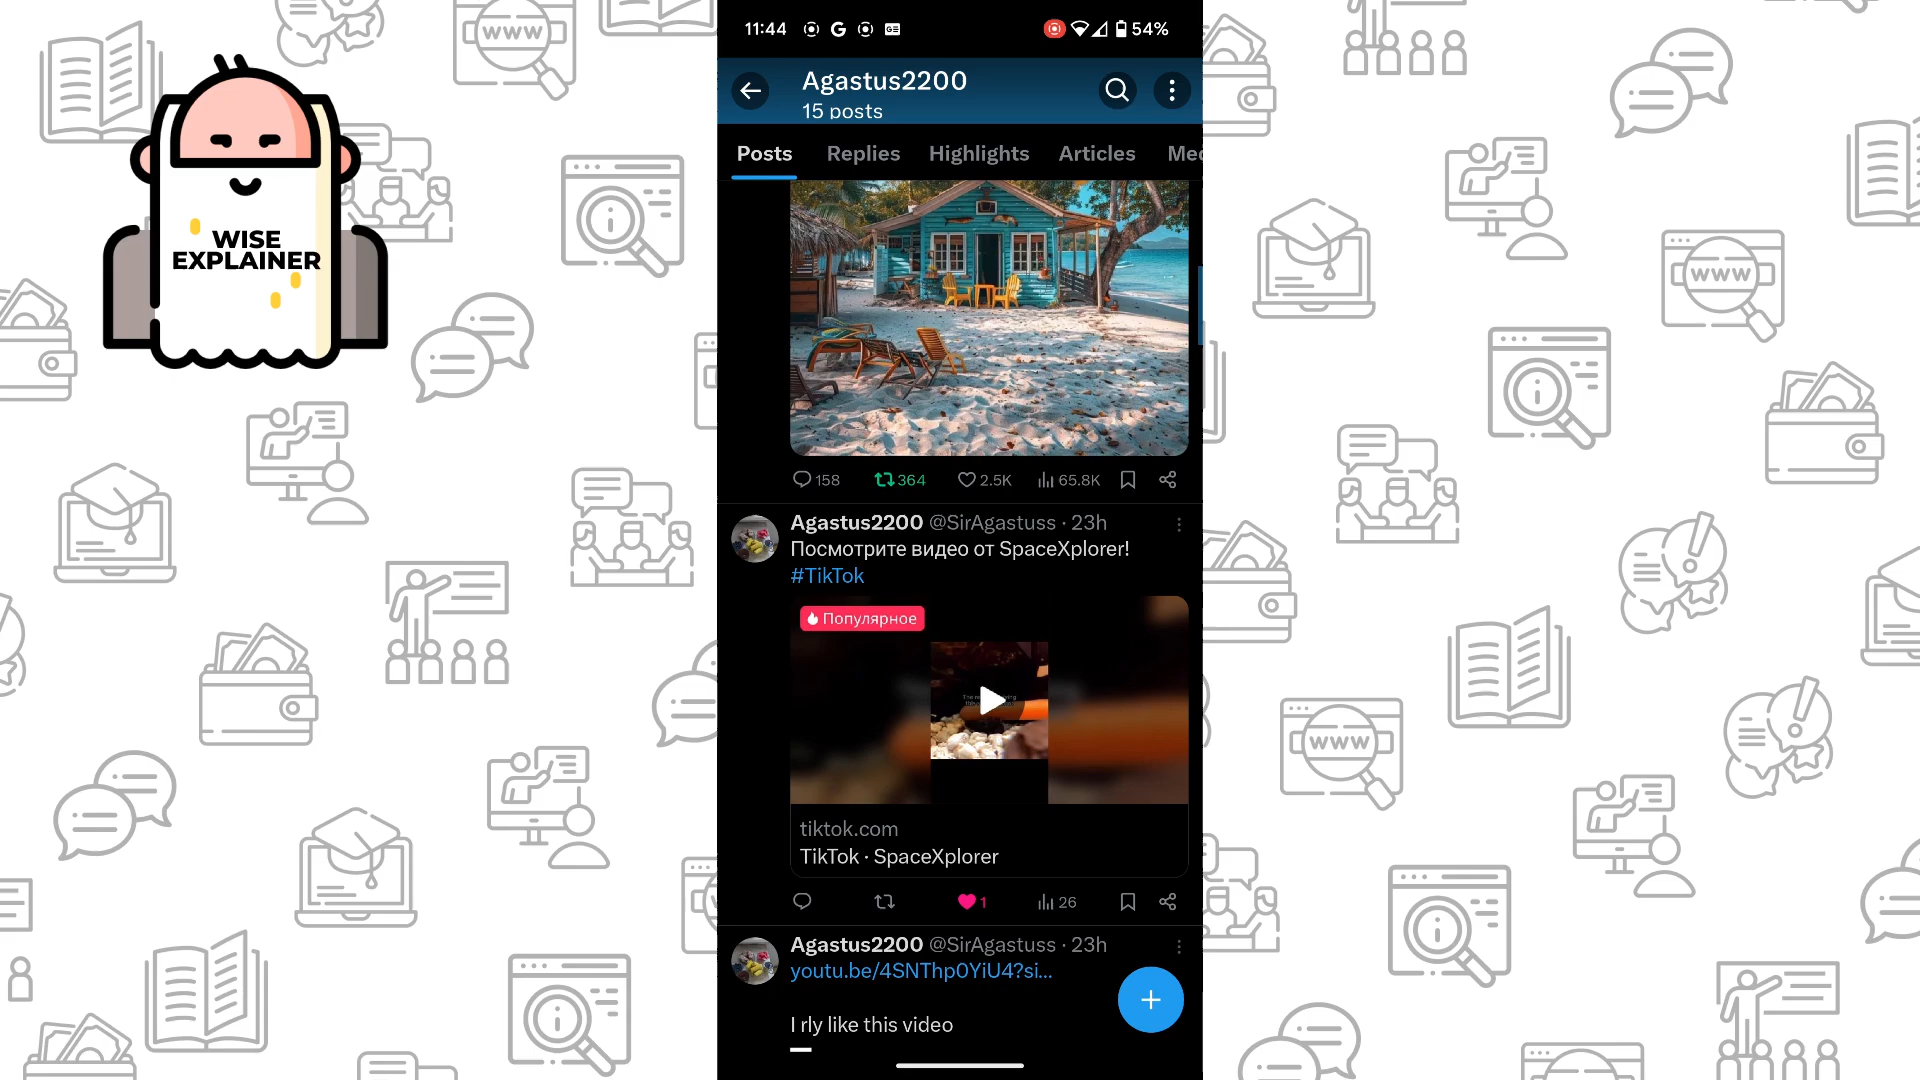 WISE
EXPLAINER
WWW
11:44
54%
Agastus2200
15 posts
Posts Replies Highlights Articles Med
158 364 2.5K 65.8K
Agastus2200 @SirAgastuss · 23h
Посмотрите видео от SpaceXplorer!
#TikTok
Популярное
tiktok.com
TikTok · SpaceXplorer
1 26
Agastus2200 @SirAgastuss · 23h
youtu.be/4SNThp0YiU4?si...
I rly like this video
WWW
WWW